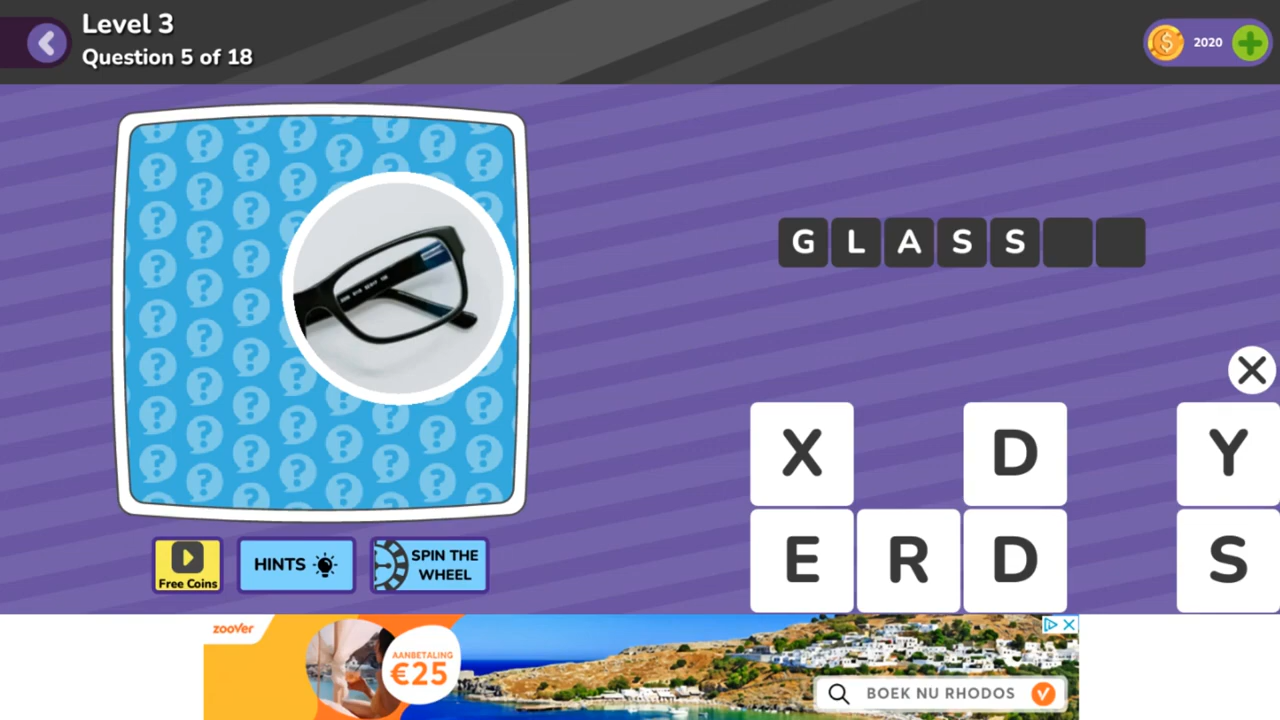 Level 3
Question 5 of 18
2020
G L A S S
X D Y
E R D S
Free Coins
HINTS
SPIN THE
WHEEL
zoover
AANBETALING
€25
BOEK NU RHODOS